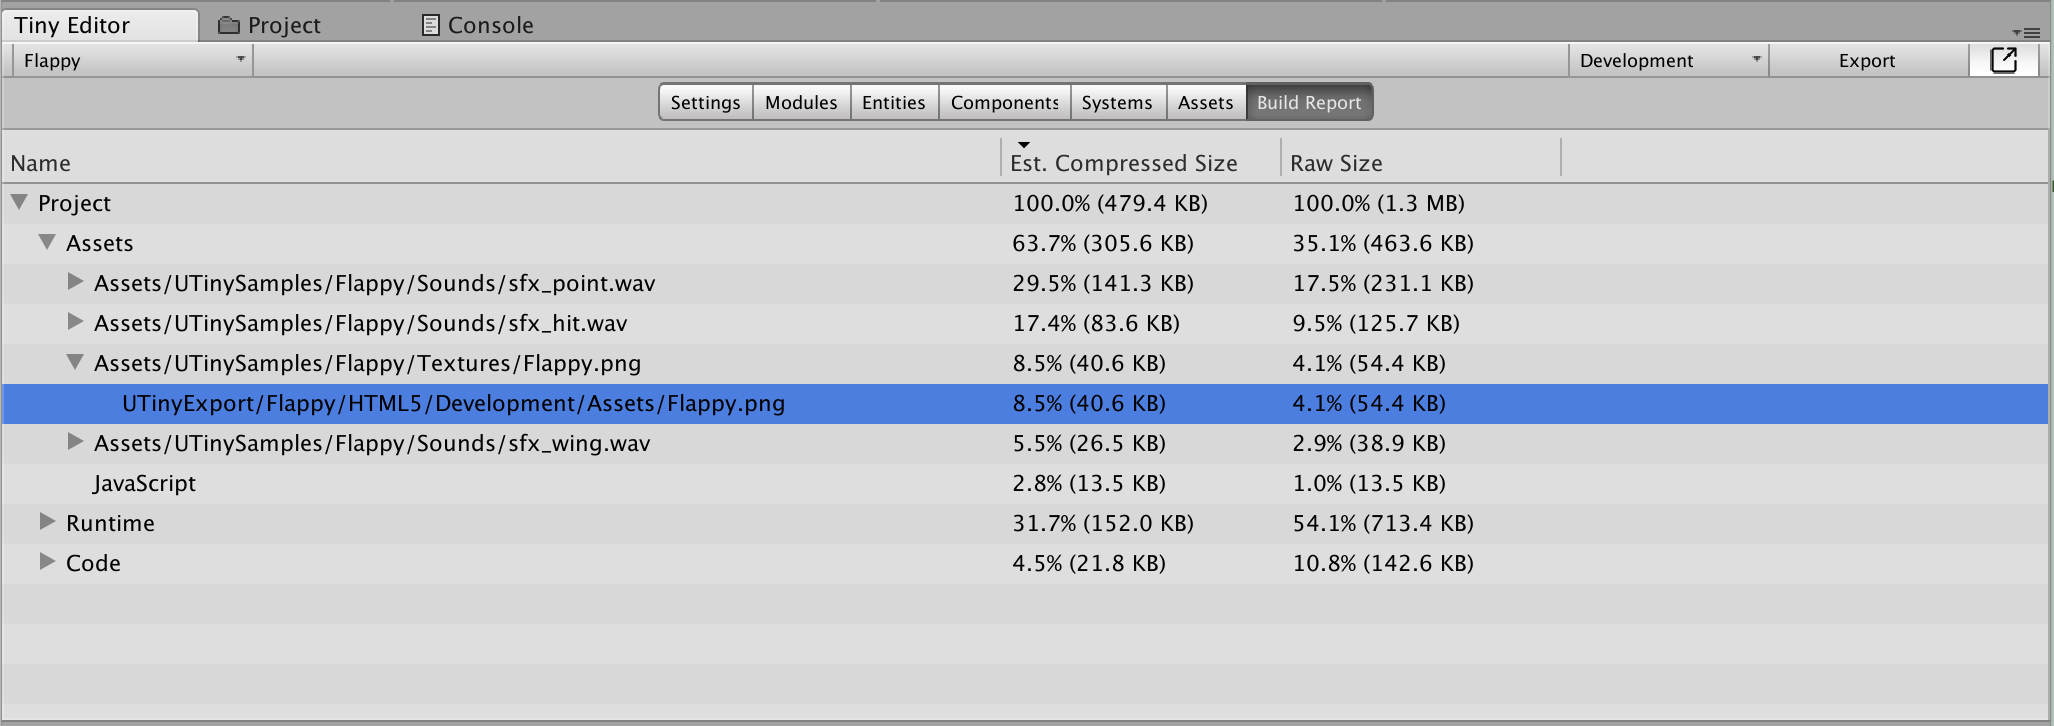 Tiny Editor Project Console
Flappy Development Export
Settings Modules Entities Components Systems Assets Build Report
Name Est. Compressed Size Raw Size
Project 100.0% (479.4 KB) 100.0% (1.3 MB)
Assets 63.7% (305.6 KB) 35.1% (463.6 KB)
Assets/UTinySamples/Flappy/Sounds/sfx_point.wav 29.5% (141.3 KB) 17.5% (231.1 KB)
Assets/UTinySamples/Flappy/Sounds/sfx_hit.wav 17.4% (83.6 KB) 9.5% (125.7 KB)
Assets/UTinySamples/Flappy/Textures/Flappy.png 8.5% (40.6 KB) 4.1% (54.4 KB)
UTinyExport/Flappy/HTML5/Development/Assets/Flappy.png 8.5% (40.6 KB) 4.1% (54.4 KB)
Assets/UTinySamples/Flappy/Sounds/sfx_wing.wav 5.5% (26.5 KB) 2.9% (38.9 KB)
JavaScript 2.8% (13.5 KB) 1.0% (13.5 KB)
Runtime 31.7% (152.0 KB) 54.1% (713.4 KB)
Code 4.5% (21.8 KB) 10.8% (142.6 KB)